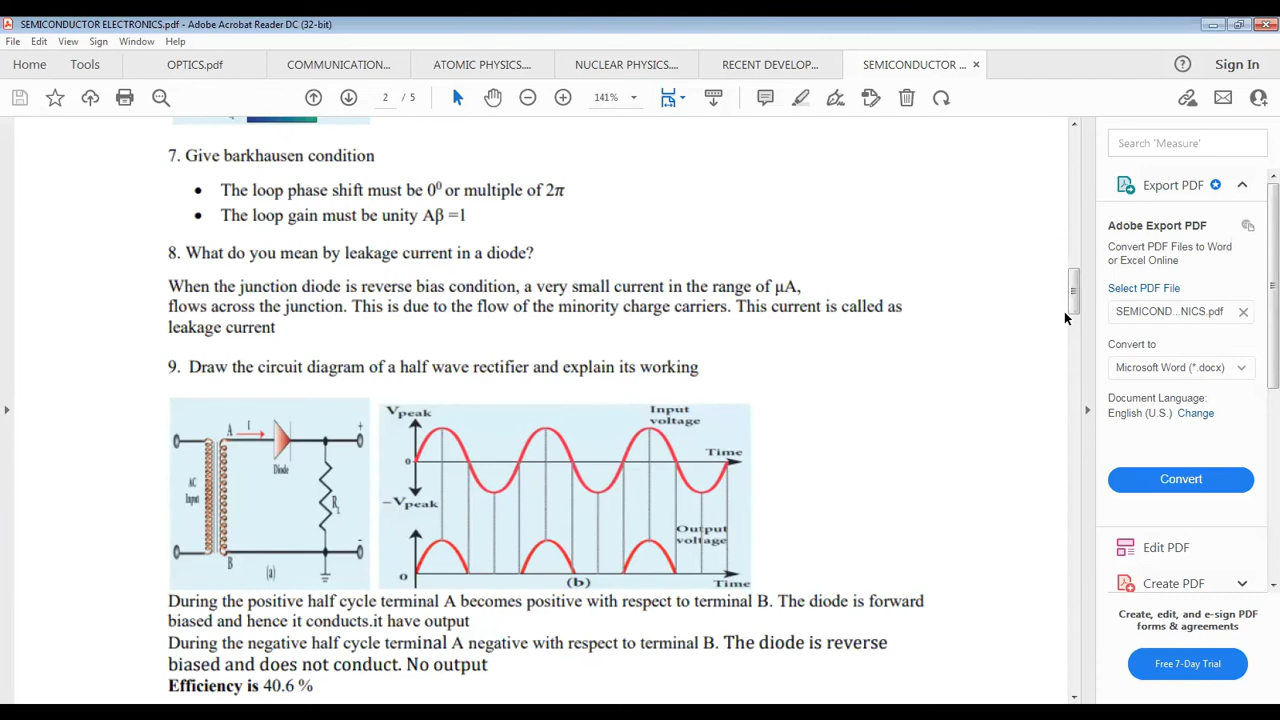 SEMICONDUCTOR ELECTRONICS.pdf - Adobe Acrobat Reader DC (32-bit)
File Edit View Sign Window Help
Home Tools OPTICS.pdf COMMUNICATION... ATOMIC PHYSICS.... NUCLEAR PHYSICS.... RECENT DEVELOP... SEMICONDUCTOR ... × Sign In
2 / 5 141%
7. Give barkhausen condition
• The loop phase shift must be 0⁰ or multiple of 2π
• The loop gain must be unity Aβ =1
8. What do you mean by leakage current in a diode?
When the junction diode is reverse bias condition, a very small current in the range of μA,
flows across the junction. This is due to the flow of the minority charge carriers. This current is called as
leakage current
9. Draw the circuit diagram of a half wave rectifier and explain its working
A I +
Diode
AC
Input
R_L
B -
(a)
Vpeak
Input
voltage
Time
0
−Vpeak
Output
voltage
0
(b)
Time
During the positive half cycle terminal A becomes positive with respect to terminal B. The diode is forward
biased and hence it conducts.it have output
During the negative half cycle terminal A negative with respect to terminal B. The diode is reverse
biased and does not conduct. No output
Efficiency is 40.6 %
Search 'Measure'
Export PDF
Adobe Export PDF
Convert PDF Files to Word
or Excel Online
Select PDF File
SEMICOND...NICS.pdf
Convert to
Microsoft Word (*.docx)
Document Language:
English (U.S.) Change
Convert
Edit PDF
Create PDF
Create, edit, and e-sign PDF
forms & agreements
Free 7-Day Trial